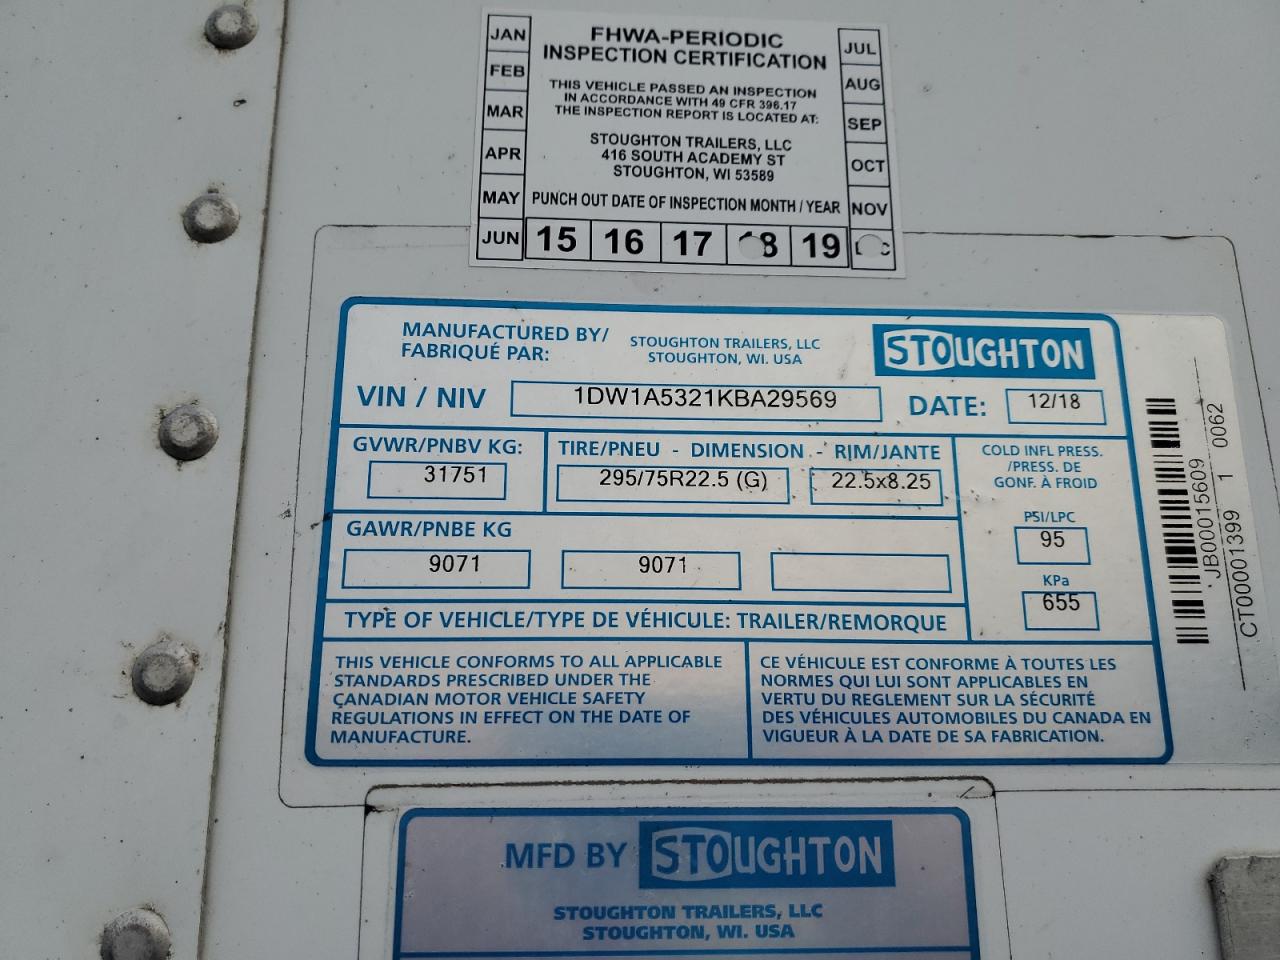 JAN
FEB
MAR
APR
MAY
JUN
FHWA-PERIODIC
INSPECTION CERTIFICATION
THIS VEHICLE PASSED AN INSPECTION
IN ACCORDANCE WITH 49 CFR 396.17
THE INSPECTION REPORT IS LOCATED AT:
STOUGHTON TRAILERS, LLC
416 SOUTH ACADEMY ST
STOUGHTON, WI 53589
PUNCH OUT DATE OF INSPECTION MONTH / YEAR
15 16 17 18 19
JUL
AUG
SEP
OCT
NOV
MANUFACTURED BY/
FABRIQUÉ PAR:
STOUGHTON TRAILERS, LLC
STOUGHTON, WI. USA
STOUGHTON
VIN / NIV 1DW1A5321KBA29569 DATE: 12/18
GVWR/PNBV KG:
31751
TIRE/PNEU - DIMENSION - RIM/JANTE
295/75R22.5 (G) 22.5x8.25
COLD INFL PRESS.
/PRESS. DE
GONF. À FROID
PSI/LPC
95
KPa
655
GAWR/PNBE KG
9071 9071
TYPE OF VEHICLE/TYPE DE VÉHICULE: TRAILER/REMORQUE
THIS VEHICLE CONFORMS TO ALL APPLICABLE
STANDARDS PRESCRIBED UNDER THE
CANADIAN MOTOR VEHICLE SAFETY
REGULATIONS IN EFFECT ON THE DATE OF
MANUFACTURE.
CE VÉHICULE EST CONFORME À TOUTES LES
NORMES QUI LUI SONT APPLICABLES EN
VERTU DU REGLEMENT SUR LA SÉCURITÉ
DES VÉHICULES AUTOMOBILES DU CANADA EN
VIGUEUR À LA DATE DE SA FABRICATION.
JB00015609
CT00001399 1 0062
MFD BY STOUGHTON
STOUGHTON TRAILERS, LLC
STOUGHTON, WI. USA